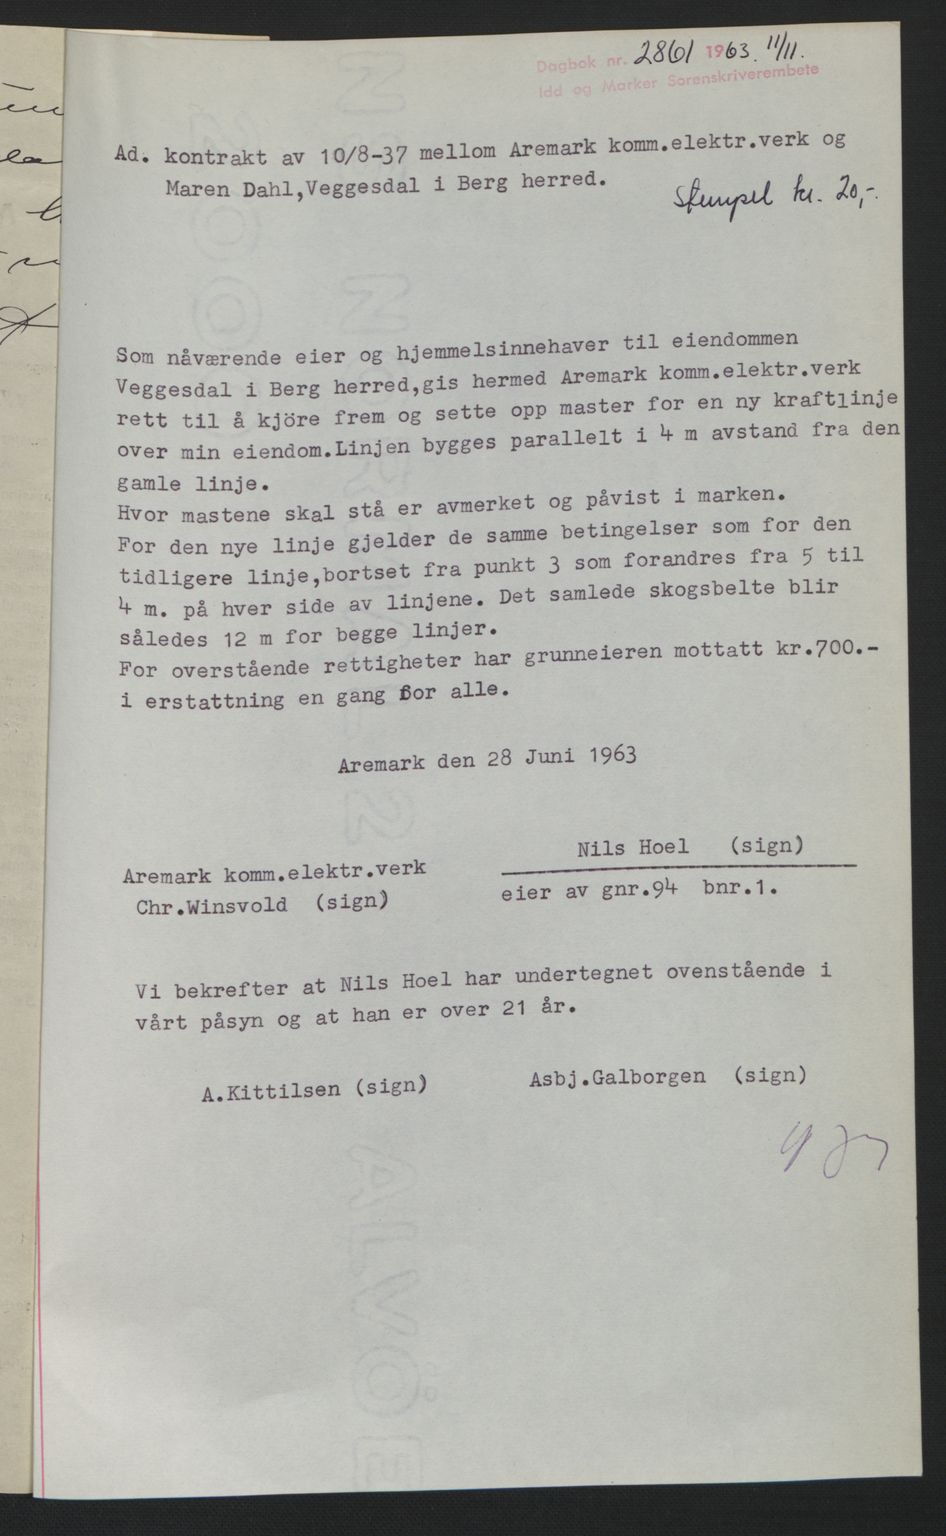 Dagbok nr. 2861 1963. 11/11.
Idd og Marker Sorenskriverembete
Ad. kontrakt av 10/8-37 mellom Aremark komm.elektr.verk og
Maren Dahl,Veggesdal i Berg herred.
Stempel kr. 20,-.
Som nåværende eier og hjemmelsinnehaver til eiendommen
Veggesdal i Berg herred,gis hermed Aremark komm.elektr.verk
rett til å kjöre frem og sette opp master for en ny kraftlinje
over min eiendom.Linjen bygges parallelt i 4 m avstand fra den
gamle linje.
Hvor mastene skal stå er avmerket og påvist i marken.
For den nye linje gjelder de samme betingelser som for den
tidligere linje,bortset fra punkt 3 som forandres fra 5 til
4 m. på hver side av linjene. Det samlede skogsbelte blir
således 12 m for begge linjer.
For overstående rettigheter har grunneieren mottatt kr.700.-
i erstattning en gang for alle.
Aremark den 28 Juni 1963
Nils Hoel (sign)
Aremark komm.elektr.verk
eier av gnr.94 bnr.1.
Chr.Winsvold (sign)
Vi bekrefter at Nils Hoel har undertegnet ovenstående i
vårt påsyn og at han er over 21 år.
A.Kittilsen (sign) Asbj.Galborgen (sign)